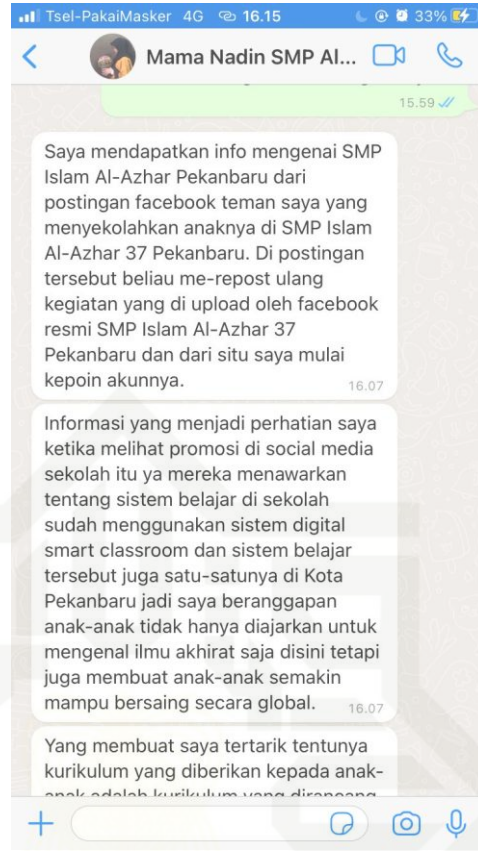 Tsel-PakaiMasker 4G 16.15 33%
Mama Nadin SMP Al...
15.59
Saya mendapatkan info mengenai SMP
Islam Al-Azhar Pekanbaru dari
postingan facebook teman saya yang
menyekolahkan anaknya di SMP Islam
Al-Azhar 37 Pekanbaru. Di postingan
tersebut beliau me-repost ulang
kegiatan yang di upload oleh facebook
resmi SMP Islam Al-Azhar 37
Pekanbaru dan dari situ saya mulai
kepoin akunnya.
16.07
Informasi yang menjadi perhatian saya
ketika melihat promosi di social media
sekolah itu ya mereka menawarkan
tentang sistem belajar di sekolah
sudah menggunakan sistem digital
smart classroom dan sistem belajar
tersebut juga satu-satunya di Kota
Pekanbaru jadi saya beranggapan
anak-anak tidak hanya diajarkan untuk
mengenal ilmu akhirat saja disini tetapi
juga membuat anak-anak semakin
mampu bersaing secara global.
16.07
Yang membuat saya tertarik tentunya
kurikulum yang diberikan kepada anak-
anak adalah kurikulum yang dirancang